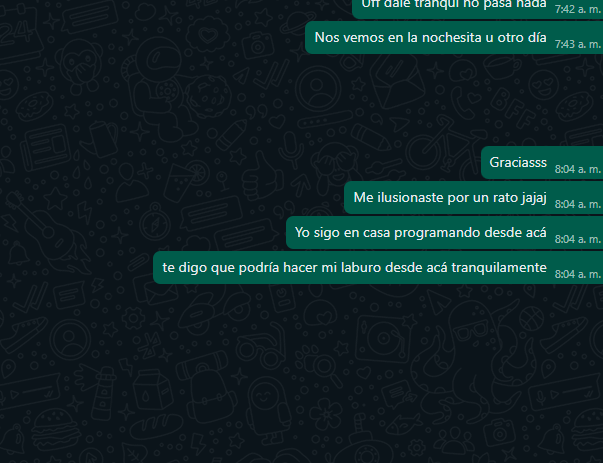 Uff dale tranqui no pasa nada 7:42 a. m.
Nos vemos en la nochesita u otro día 7:43 a. m.
Graciasss 8:04 a. m.
Me ilusionaste por un rato jajaj 8:04 a. m.
Yo sigo en casa programando desde acá 8:04 a. m.
te digo que podría hacer mi laburo desde acá tranquilamente 8:04 a. m.